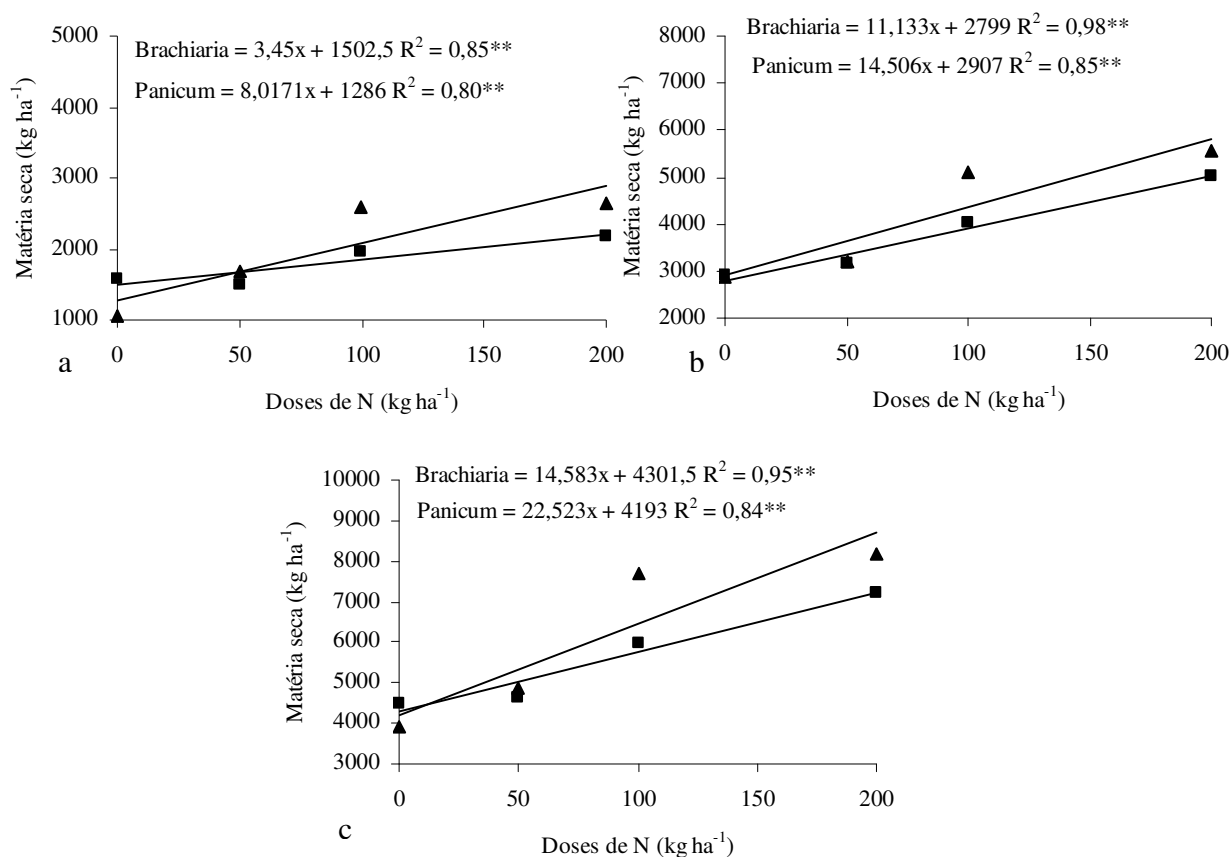 Brachiaria = 3,45x + 1502,5 R² = 0,85**
Panicum = 8,0171x + 1286 R² = 0,80**
Matéria seca (kg ha⁻¹)
5000
4000
3000
2000
1000
0 50 100 150 200
Doses de N (kg ha⁻¹)
a
Brachiaria = 11,133x + 2799 R² = 0,98**
Panicum = 14,506x + 2907 R² = 0,85**
Matéria seca (kg ha⁻¹)
8000
7000
6000
5000
4000
3000
2000
0 50 100 150 200
Doses de N (kg ha⁻¹)
b
Brachiaria = 14,583x + 4301,5 R² = 0,95**
Panicum = 22,523x + 4193 R² = 0,84**
Matéria seca (kg ha⁻¹)
10000
9000
8000
7000
6000
5000
4000
3000
0 50 100 150 200
Doses de N (kg ha⁻¹)
c